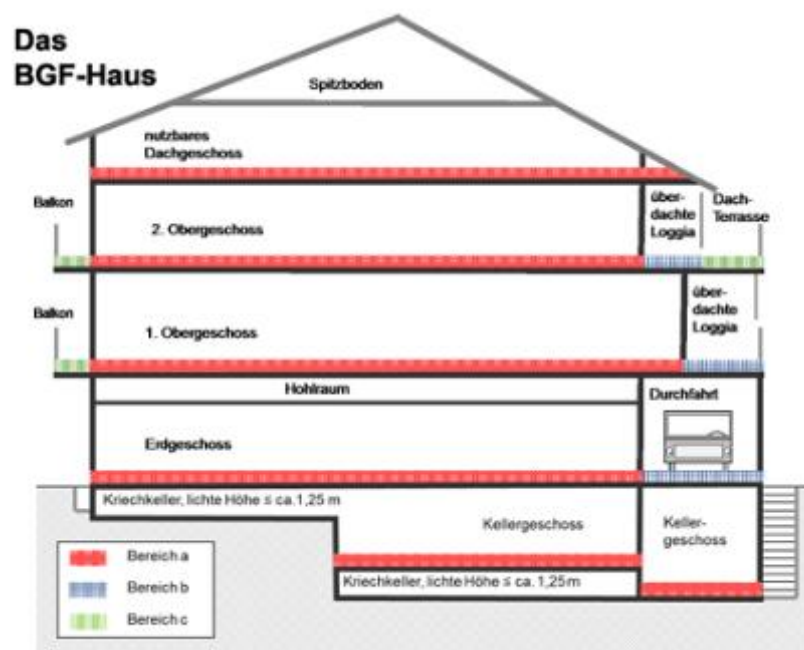 Das
BGF-Haus
Spitzboden
nutzbares
Dachgeschoss
Balkon
2. Obergeschoss
über-
dachte
Loggia
Dach-
Terrasse
Balkon
1. Obergeschoss
über-
dachte
Loggia
Hohlraum
Durchfahrt
Erdgeschoss
Kriechkeller, lichte Höhe ≤ ca. 1,25 m
Kellergeschoss
Keller-
geschoss
Kriechkeller, lichte Höhe ≤ ca. 1,25 m
Bereich a
Bereich b
Bereich c